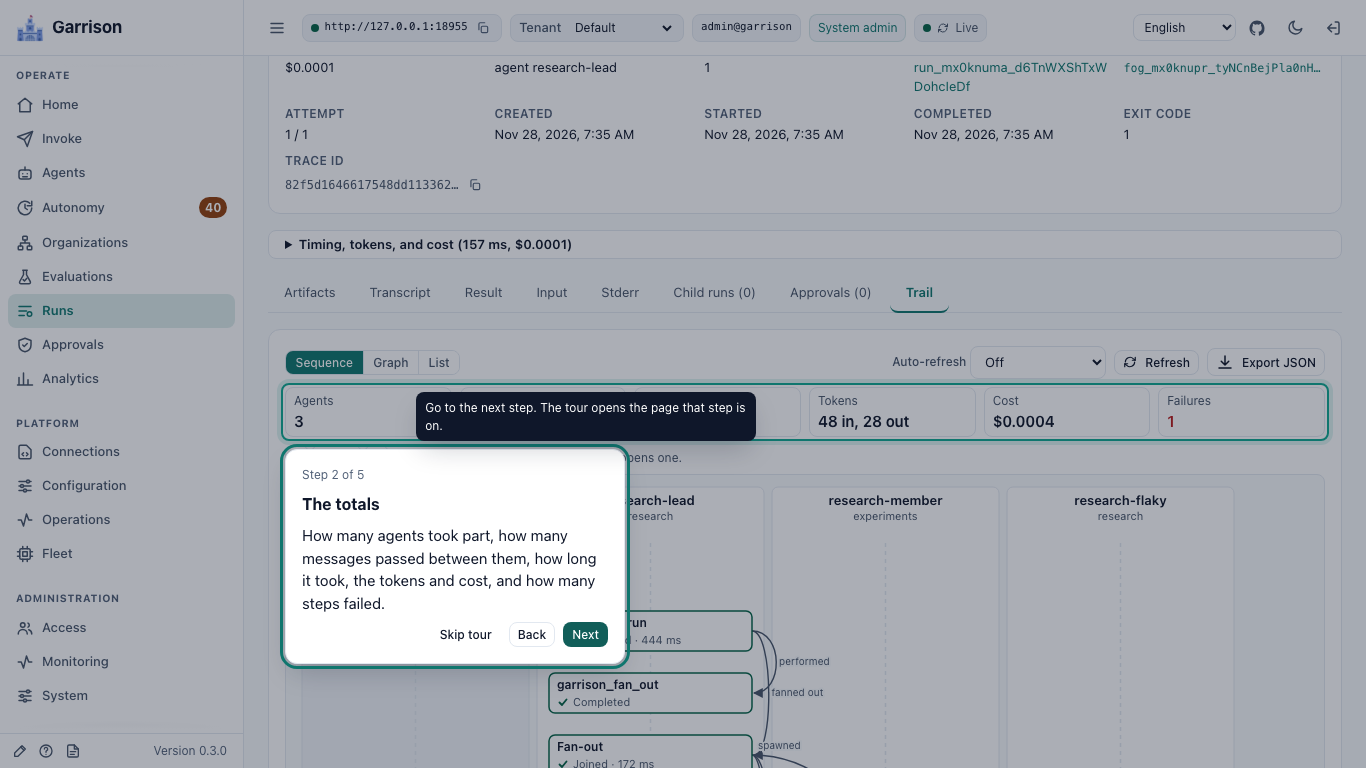 Garrison
http://127.0.0.1:18955
Tenant Default
admin@garrison
System admin
Live
English
OPERATE
Home
Invoke
Agents
Autonomy 40
Organizations
Evaluations
Runs
Approvals
Analytics
PLATFORM
Connections
Configuration
Operations
Fleet
ADMINISTRATION
Access
Monitoring
System
Version 0.3.0
$0.0001
agent research-lead
1
run_mx0knuma_d6TnWXShTxW
DohcIeDf
fog_mx0knupr_tyNCnBejPla0nH…
ATTEMPT
1 / 1
CREATED
Nov 28, 2026, 7:35 AM
STARTED
Nov 28, 2026, 7:35 AM
COMPLETED
Nov 28, 2026, 7:35 AM
EXIT CODE
1
TRACE ID
82f5d1646617548dd113362…
Timing, tokens, and cost (157 ms, $0.0001)
Artifacts
Transcript
Result
Input
Stderr
Child runs (0)
Approvals (0)
Trail
Sequence
Graph
List
Auto-refresh
Off
Refresh
Export JSON
Agents
3
Tokens
48 in, 28 out
Cost
$0.0004
Failures
1
Go to the next step. The tour opens the page that step is
on.
Step 2 of 5
The totals
How many agents took part, how many
messages passed between them, how long
it took, the tokens and cost, and how many
steps failed.
Skip tour
Back
Next
one.
research
research-member
experiments
research-flaky
research
run
· 444 ms
performed
garrison_fan_out
Completed
fanned out
Fan-out
Joined · 172 ms
spawned